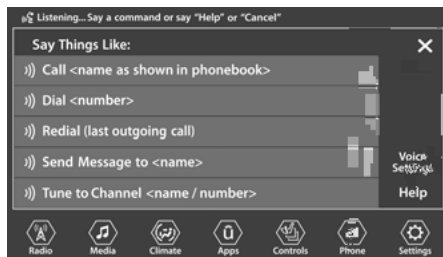 Listening... Say a command or say "Help" or "Cancel"
Say Things Like:
Call <name as shown in phonebook>
Dial <number>
Redial (last outgoing call)
Send Message to <name>
Tune to Channel <name / number>
Voice
Settings
Help
Radio
Media
Climate
Apps
Controls
Phone
Settings